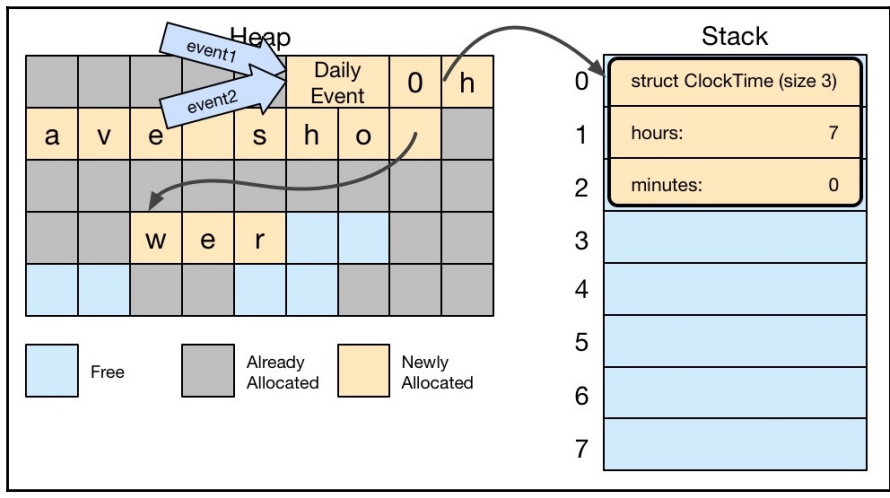 Heap
Stack
event1
event2
Daily
Event
0 h
a v e s h o
w e r
0
struct ClockTime (size 3)
1
hours: 7
2
minutes: 0
3
4
5
6
7
Free
Already
Allocated
Newly
Allocated